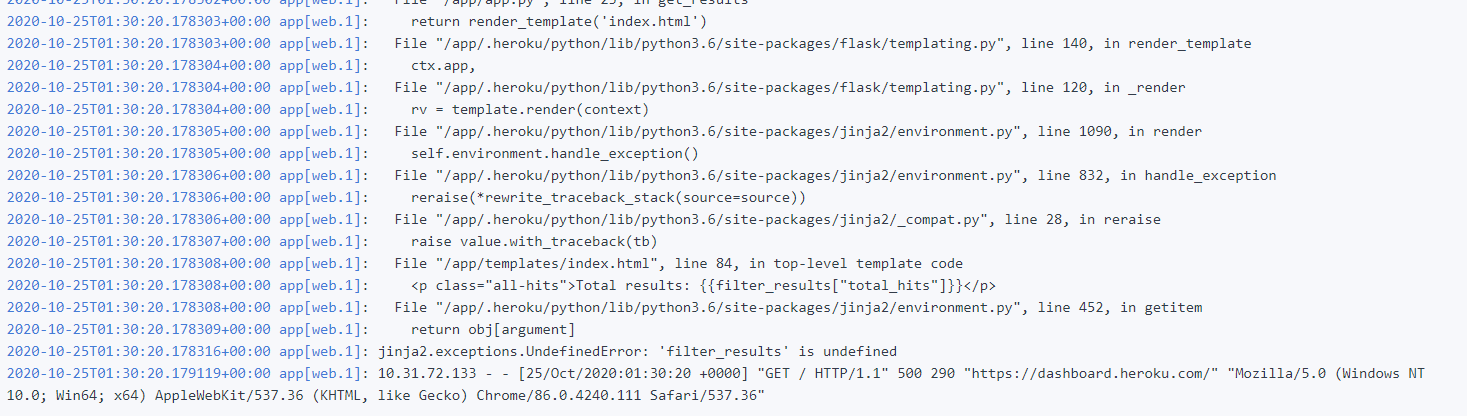 2020-10-25T01:30:20.178302+00:00 app[web.1]:   File "/app/app.py", line 25, in get_results
2020-10-25T01:30:20.178303+00:00 app[web.1]:     return render_template('index.html')
2020-10-25T01:30:20.178303+00:00 app[web.1]:   File "/app/.heroku/python/lib/python3.6/site-packages/flask/templating.py", line 140, in render_template
2020-10-25T01:30:20.178304+00:00 app[web.1]:     ctx.app,
2020-10-25T01:30:20.178304+00:00 app[web.1]:   File "/app/.heroku/python/lib/python3.6/site-packages/flask/templating.py", line 120, in _render
2020-10-25T01:30:20.178304+00:00 app[web.1]:     rv = template.render(context)
2020-10-25T01:30:20.178305+00:00 app[web.1]:   File "/app/.heroku/python/lib/python3.6/site-packages/jinja2/environment.py", line 1090, in render
2020-10-25T01:30:20.178305+00:00 app[web.1]:     self.environment.handle_exception()
2020-10-25T01:30:20.178306+00:00 app[web.1]:   File "/app/.heroku/python/lib/python3.6/site-packages/jinja2/environment.py", line 832, in handle_exception
2020-10-25T01:30:20.178306+00:00 app[web.1]:     reraise(*rewrite_traceback_stack(source=source))
2020-10-25T01:30:20.178306+00:00 app[web.1]:   File "/app/.heroku/python/lib/python3.6/site-packages/jinja2/_compat.py", line 28, in reraise
2020-10-25T01:30:20.178307+00:00 app[web.1]:     raise value.with_traceback(tb)
2020-10-25T01:30:20.178308+00:00 app[web.1]:   File "/app/templates/index.html", line 84, in top-level template code
2020-10-25T01:30:20.178308+00:00 app[web.1]:     <p class="all-hits">Total results: {{filter_results["total_hits"]}}</p>
2020-10-25T01:30:20.178308+00:00 app[web.1]:   File "/app/.heroku/python/lib/python3.6/site-packages/jinja2/environment.py", line 452, in getitem
2020-10-25T01:30:20.178309+00:00 app[web.1]:     return obj[argument]
2020-10-25T01:30:20.178316+00:00 app[web.1]: jinja2.exceptions.UndefinedError: 'filter_results' is undefined
2020-10-25T01:30:20.179119+00:00 app[web.1]: 10.31.72.133 - - [25/Oct/2020:01:30:20 +0000] "GET / HTTP/1.1" 500 290 "https://dashboard.heroku.com/" "Mozilla/5.0 (Windows NT
10.0; Win64; x64) AppleWebKit/537.36 (KHTML, like Gecko) Chrome/86.0.4240.111 Safari/537.36"